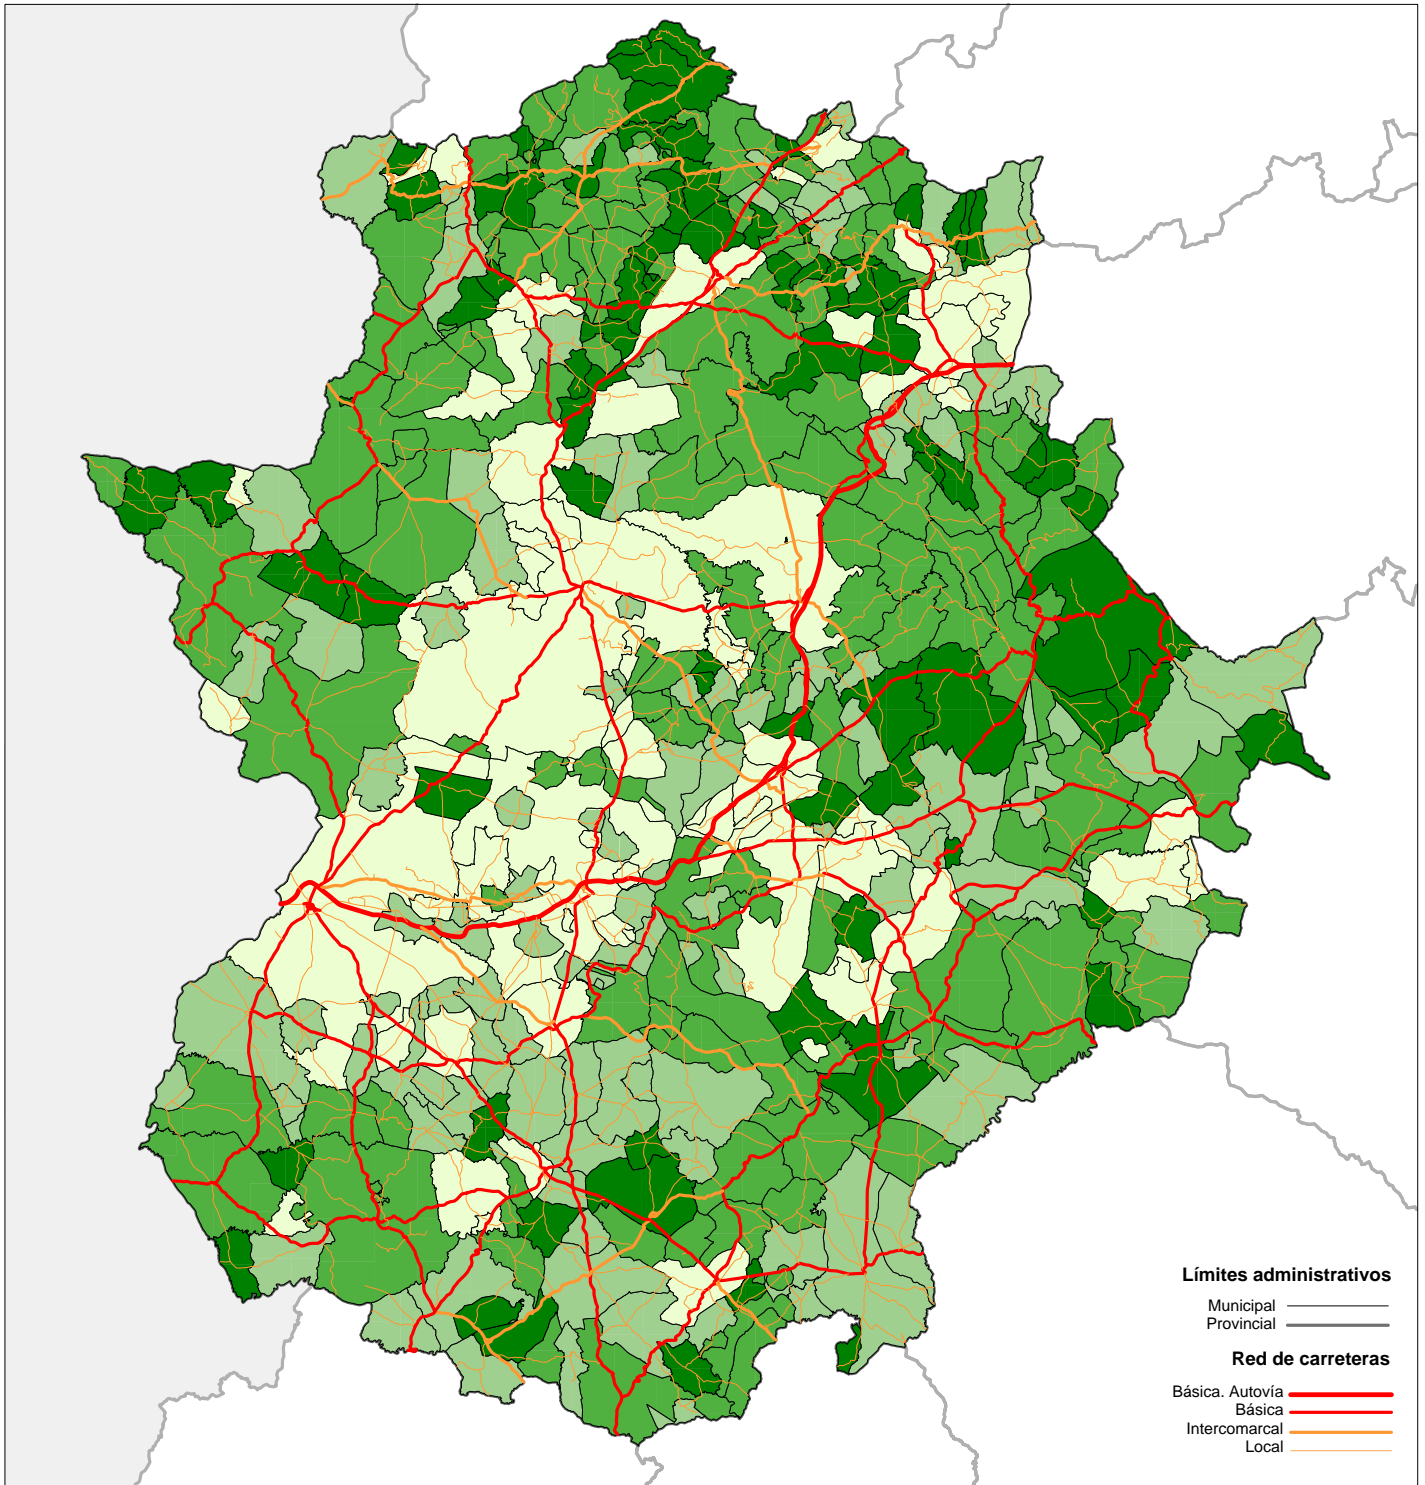 Límites administrativos
Municipal
Provincial
Red de carreteras
Básica. Autovía
Básica
Intercomarcal
Local